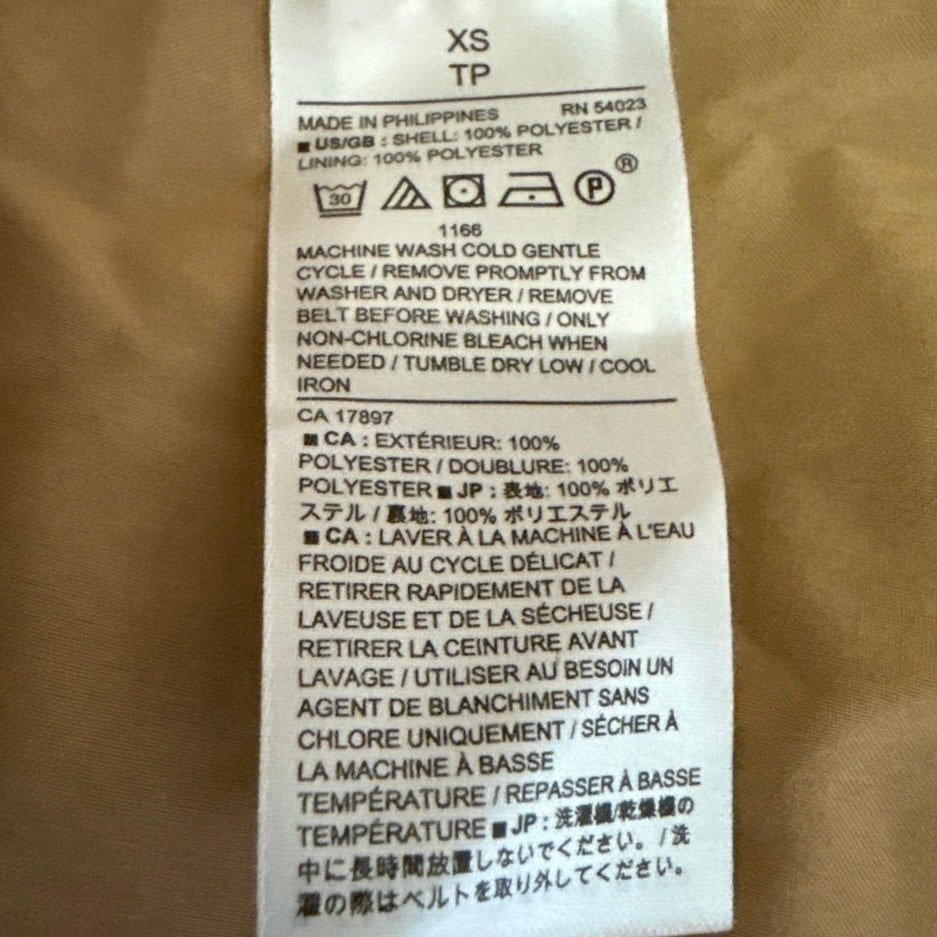 XS
TP
MADE IN PHILIPPINES RN 54023
■ US/GB : SHELL: 100% POLYESTER /
LINING: 100% POLYESTER
30 P ®
1166
MACHINE WASH COLD GENTLE
CYCLE / REMOVE PROMPTLY FROM
WASHER AND DRYER / REMOVE
BELT BEFORE WASHING / ONLY
NON-CHLORINE BLEACH WHEN
NEEDED / TUMBLE DRY LOW / COOL
IRON
CA 17897
■ CA : EXTÉRIEUR: 100%
POLYESTER / DOUBLURE: 100%
POLYESTER ■ JP : 表地: 100% ポリエ
ステル / 裏地: 100% ポリエステル
■ CA : LAVER À LA MACHINE À L'EAU
FROIDE AU CYCLE DÉLICAT /
RETIRER RAPIDEMENT DE LA
LAVEUSE ET DE LA SÉCHEUSE /
RETIRER LA CEINTURE AVANT
LAVAGE / UTILISER AU BESOIN UN
AGENT DE BLANCHIMENT SANS
CHLORE UNIQUEMENT / SÉCHER À
LA MACHINE À BASSE
TEMPÉRATURE / REPASSER À BASSE
TEMPÉRATURE ■ JP : 洗濯機/乾燥機の
中に長時間放置しないでください。 / 洗
濯の際はベルトを取り外してください。